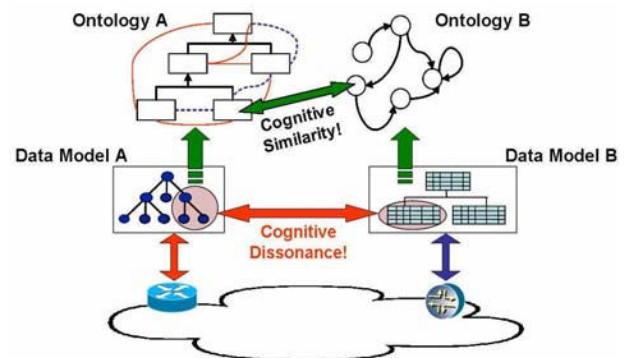 Ontology A
Ontology B
Cognitive
Similarity!
Data Model A
Data Model B
Cognitive
Dissonance!